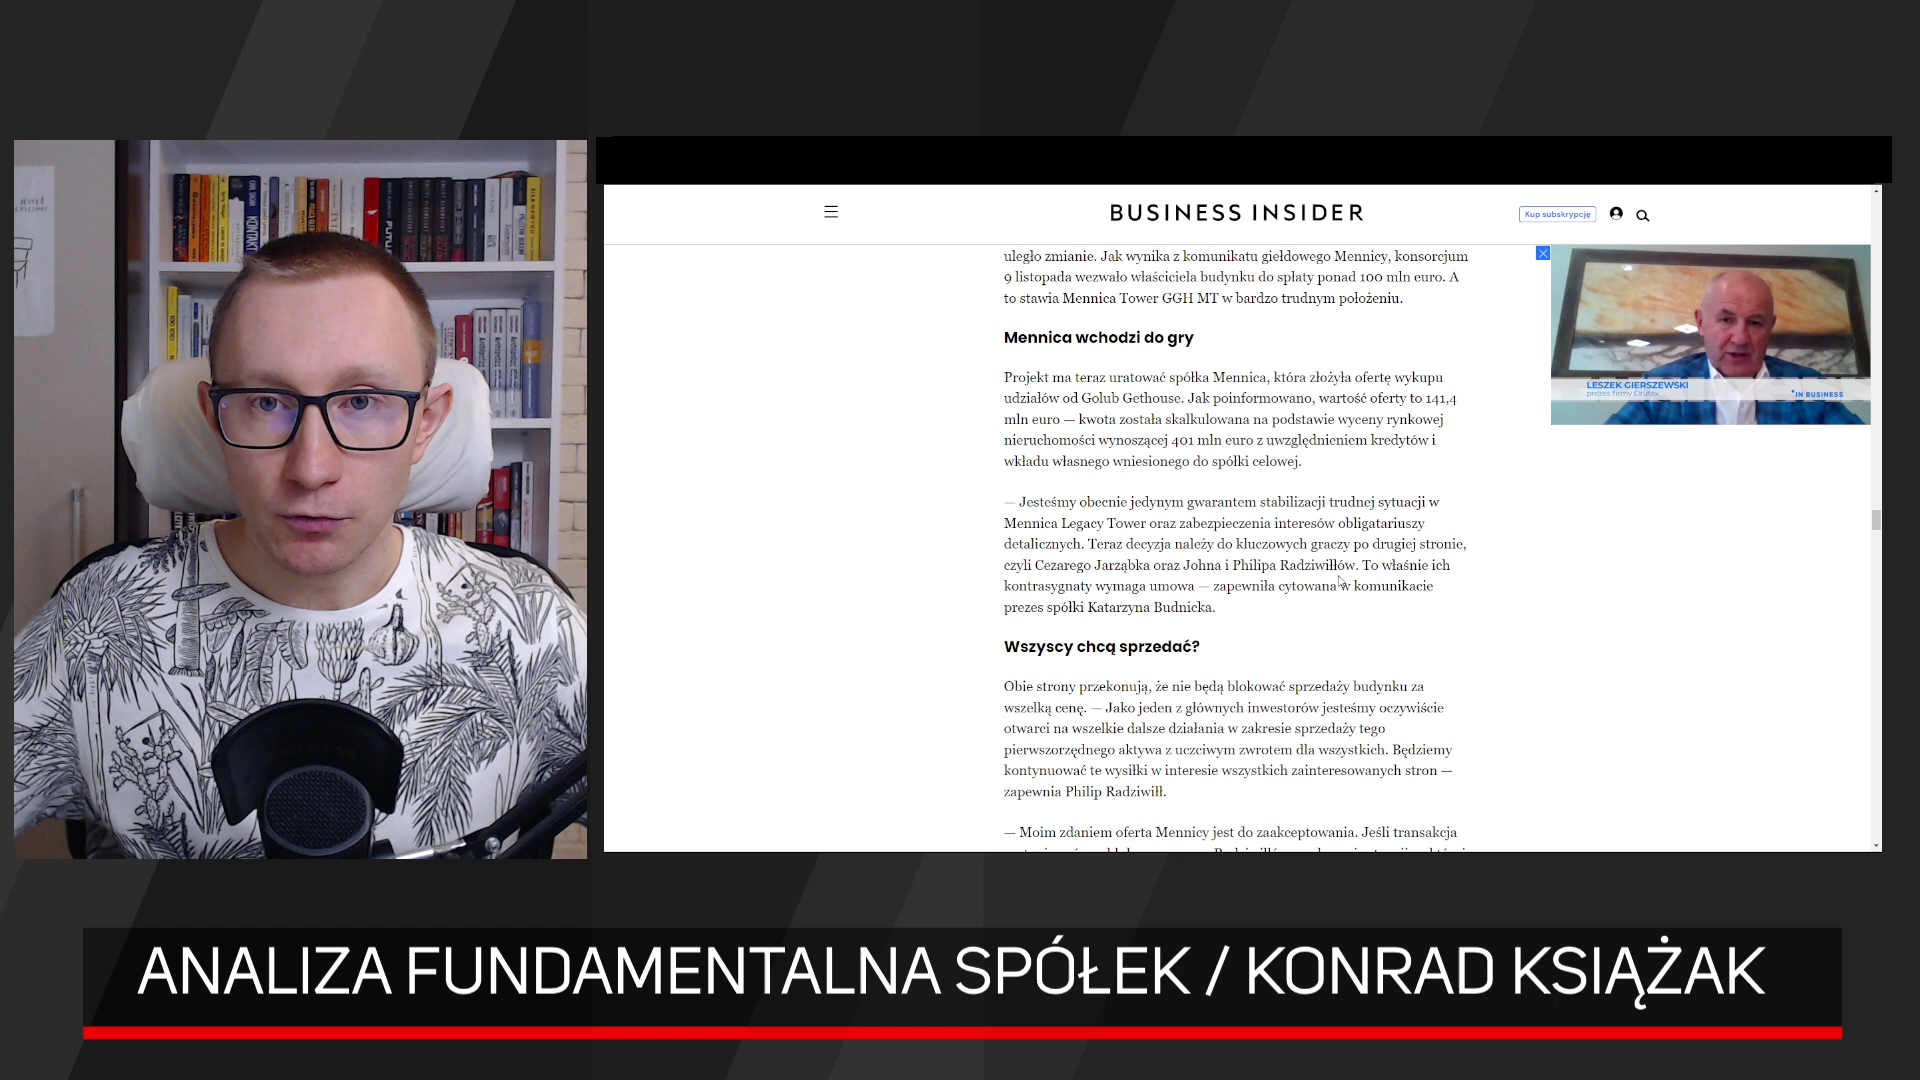 BUSINESS INSIDER
Kup subskrypcję
uległo zmianie. Jak wynika z komunikatu giełdowego Mennicy, konsorcjum
9 listopada wezwało właściciela budynku do spłaty ponad 100 mln euro. A
to stawia Mennica Tower GGH MT w bardzo trudnym położeniu.
Mennica wchodzi do gry
Projekt ma teraz uratować spółka Mennica, która złożyła ofertę wykupu
udziałów od Golub Gethouse. Jak poinformowano, wartość oferty to 141,4
mln euro — kwota została skalkulowana na podstawie wyceny rynkowej
nieruchomości wynoszącej 401 mln euro z uwzględnieniem kredytów i
wkładu własnego wniesionego do spółki celowej.
— Jesteśmy obecnie jedynym gwarantem stabilizacji trudnej sytuacji w
Mennica Legacy Tower oraz zabezpieczenia interesów obligatariuszy
detalicznych. Teraz decyzja należy do kluczowych graczy po drugiej stronie,
czyli Cezarego Jarząbka oraz Johna i Philipa Radziwiłłów. To właśnie ich
kontrasygnaty wymaga umowa — zapewniła cytowana w komunikacie
prezes spółki Katarzyna Budnicka.
Wszyscy chcą sprzedać?
Obie strony przekonują, że nie będą blokować sprzedaży budynku za
wszelką cenę. — Jako jeden z głównych inwestorów jesteśmy oczywiście
otwarci na wszelkie dalsze działania w zakresie sprzedaży tego
pierwszorzędnego aktywa z uczciwym zwrotem dla wszystkich. Będziemy
kontynuować te wysiłki w interesie wszystkich zainteresowanych stron —
zapewnia Philip Radziwiłł.
— Moim zdaniem oferta Mennicy jest do zaakceptowania. Jeśli transakcja
LESZEK GIERSZEWSKI
prezes firmy Drutex
IN BUSINESS
KONTAKT
ANALIZA FUNDAMENTALNA SPÓŁEK / KONRAD KSIĄŻAK